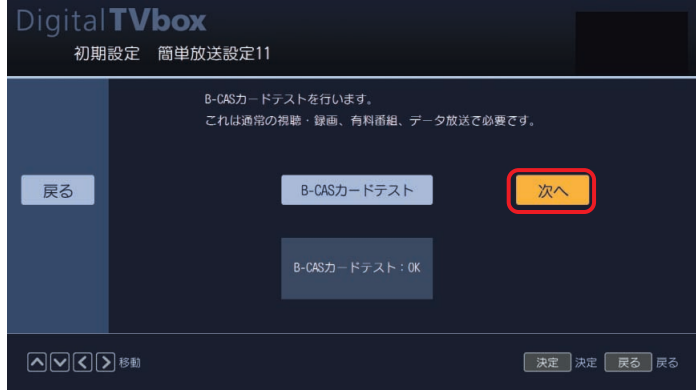 Digital TVbox
初期設定 簡単放送設定11
B-CASカードテストを行います。
これは通常の視聴・録画、有料番組、データ放送で必要です。
戻る
B-CASカードテスト
次へ
B-CASカードテスト：OK
移動
決定 決定 戻る 戻る